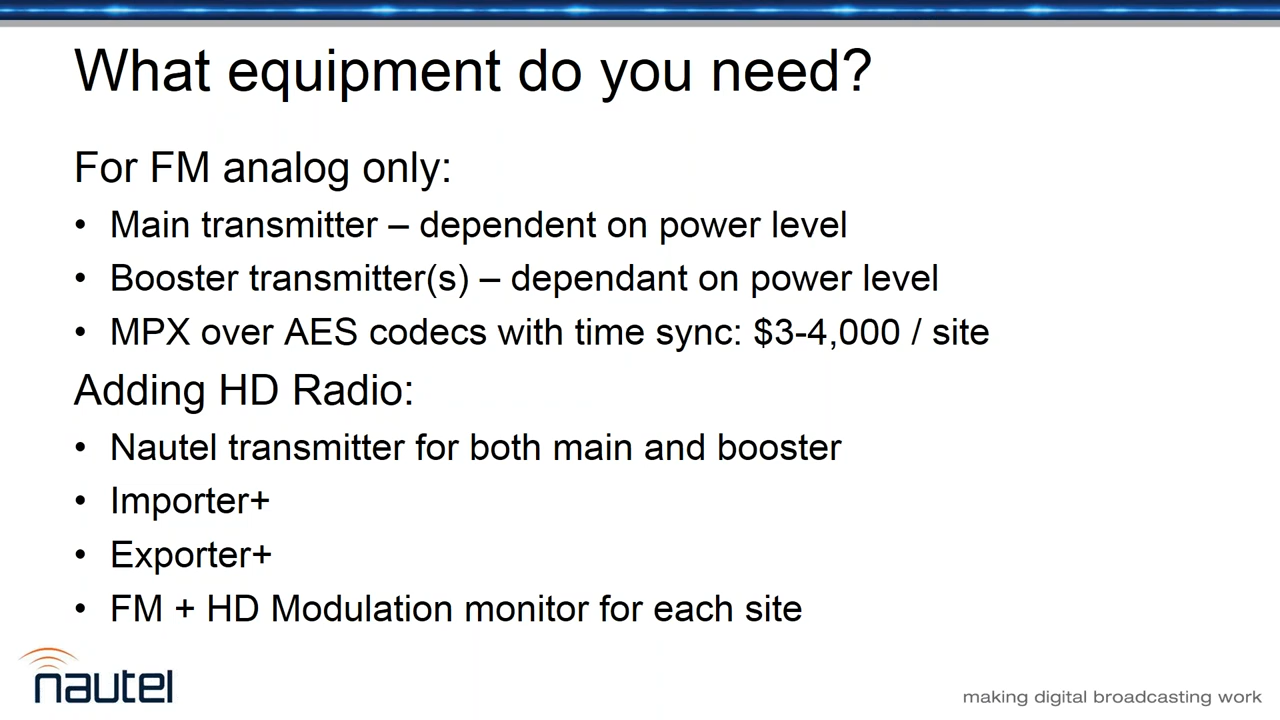 What equipment do you need?
For FM analog only:
• Main transmitter – dependent on power level
• Booster transmitter(s) – dependant on power level
• MPX over AES codecs with time sync: $3-4,000 / site
Adding HD Radio:
• Nautel transmitter for both main and booster
• Importer+
• Exporter+
• FM + HD Modulation monitor for each site
nautel
making digital broadcasting work